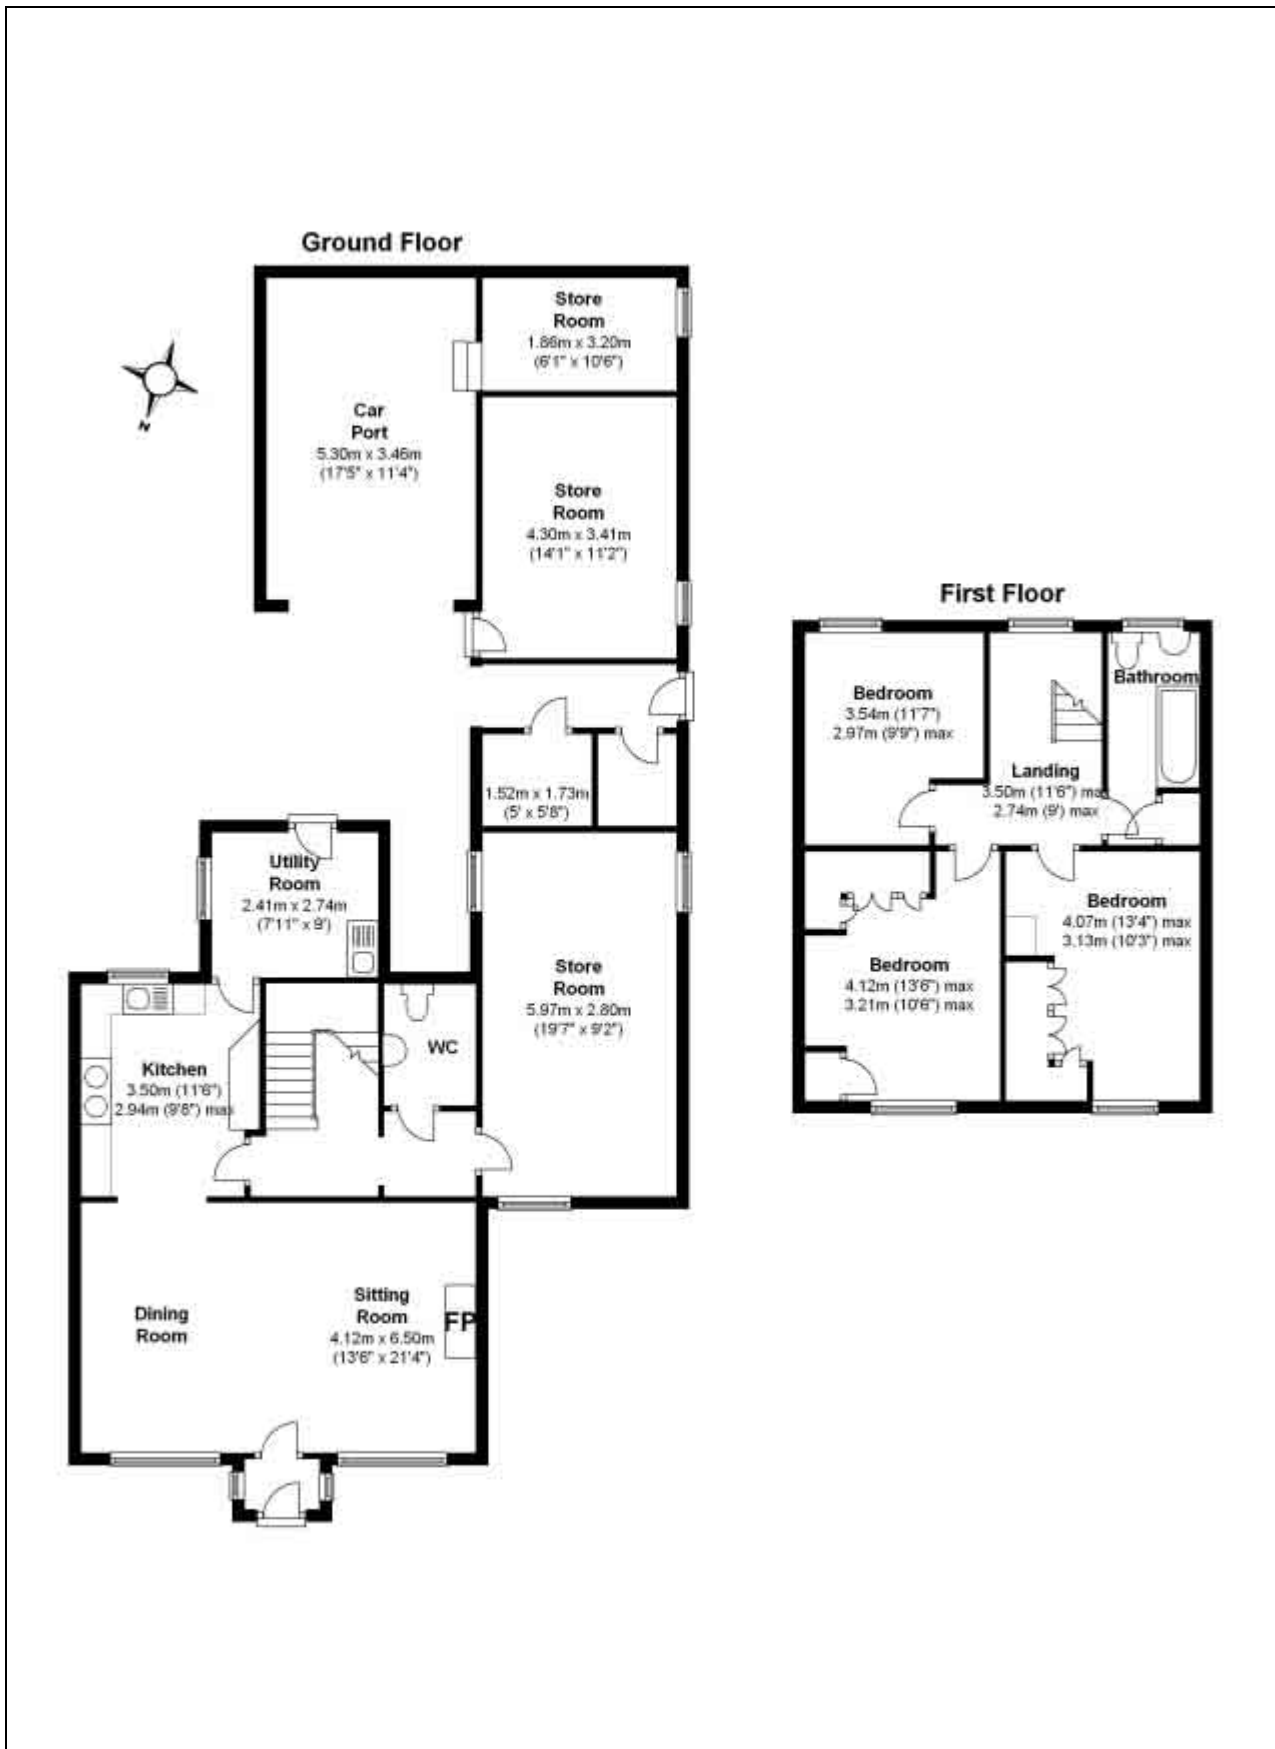 Ground Floor
Store
Room
1.86m x 3.20m
(6'1" x 10'6")
Car
Port
5.30m x 3.46m
(17'5" x 11'4")
N
Store
Room
4.30m x 3.41m
(14'1" x 11'2")
1.52m x 1.73m
(5' x 5'8")
Utility
Room
2.41m x 2.74m
(7'11" x 9')
Store
Room
5.97m x 2.80m
(19'7" x 9'2")
WC
Kitchen
3.50m (11'6")
2.94m (9'8") max
Dining
Room
Sitting
Room
4.12m x 6.50m
(13'6" x 21'4")
FP
First Floor
Bedroom
3.54m (11'7")
2.97m (9'9") max
Bathroom
Landing
3.50m (11'6") max
2.74m (9') max
Bedroom
4.07m (13'4") max
3.13m (10'3") max
Bedroom
4.12m (13'6") max
3.21m (10'6") max